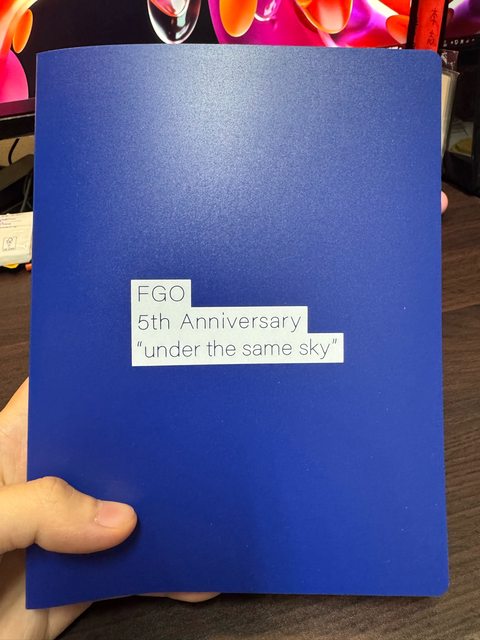 FGO
5th Anniversary
“under the same sky”